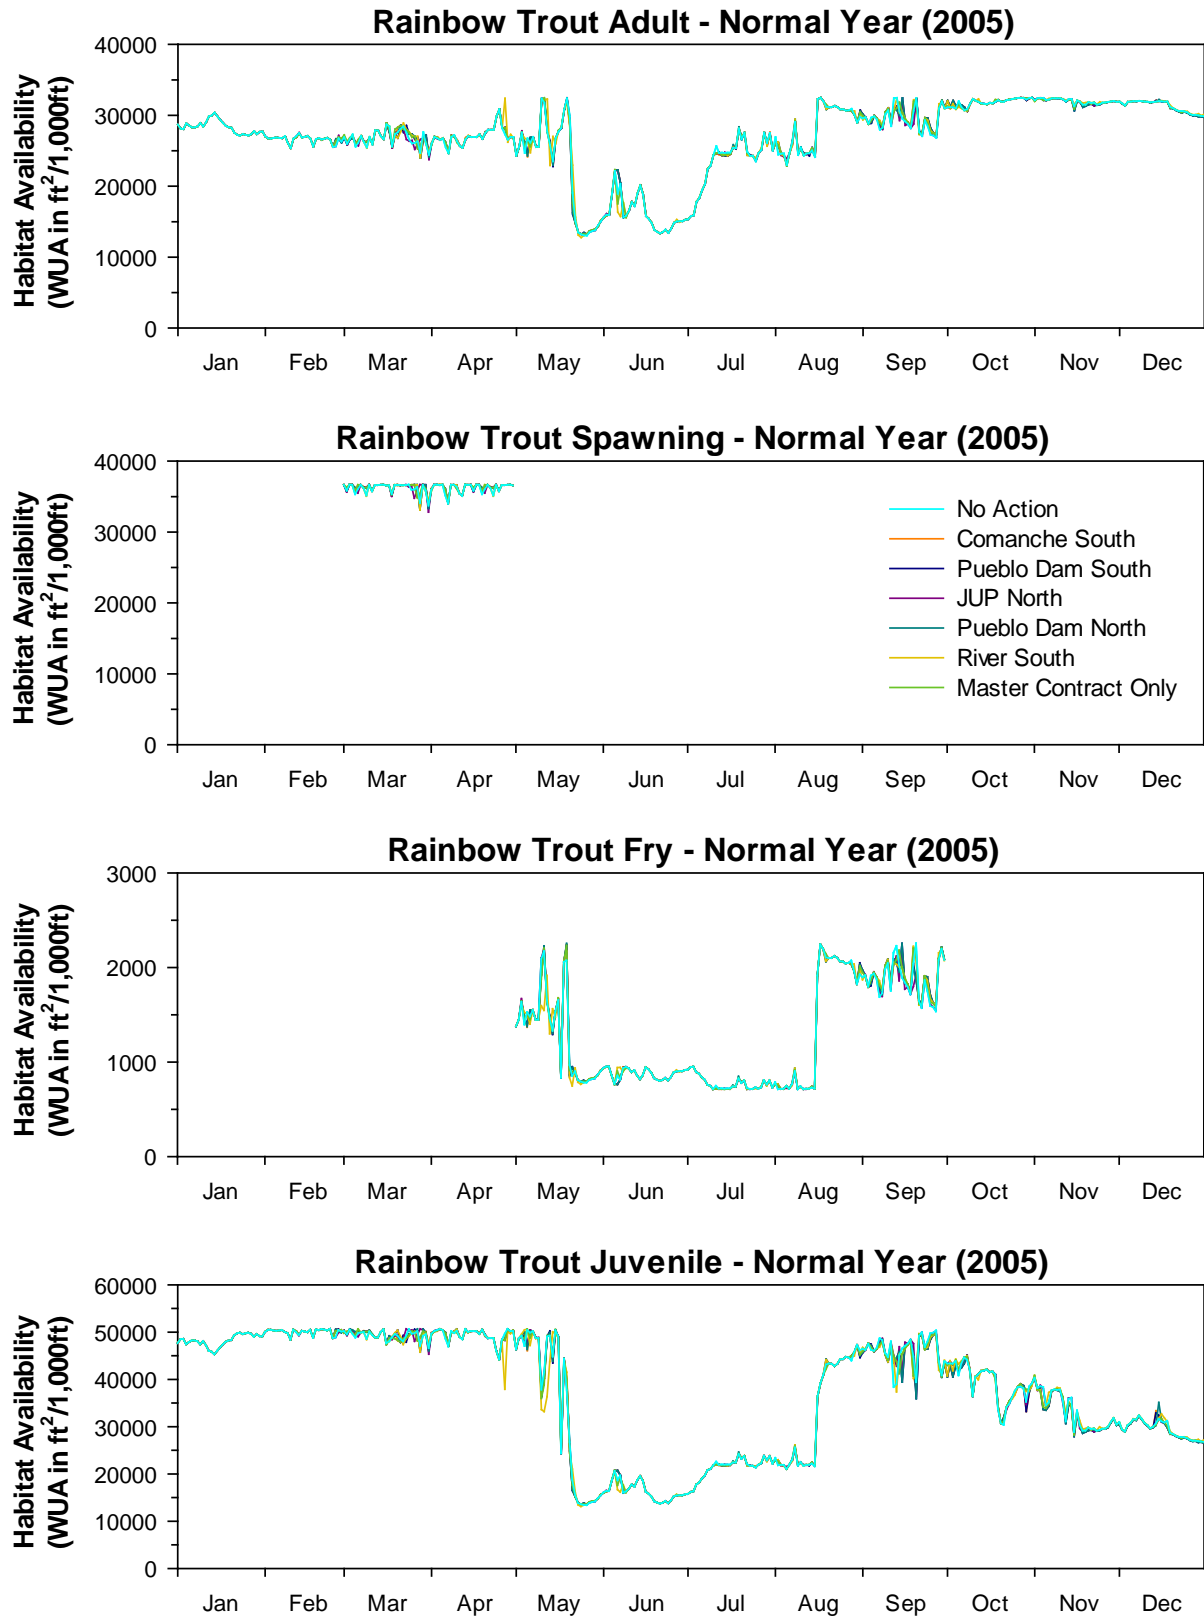 Rainbow Trout Adult - Normal Year (2005)
Habitat Availability
(WUA in ft²/1,000ft)
40000
30000
20000
10000
0
Jan Feb Mar Apr May Jun Jul Aug Sep Oct Nov Dec
Rainbow Trout Spawning - Normal Year (2005)
Habitat Availability
(WUA in ft²/1,000ft)
40000
30000
20000
10000
0
No Action
Comanche South
Pueblo Dam South
JUP North
Pueblo Dam North
River South
Master Contract Only
Jan Feb Mar Apr May Jun Jul Aug Sep Oct Nov Dec
Rainbow Trout Fry - Normal Year (2005)
Habitat Availability
(WUA in ft²/1,000ft)
3000
2000
1000
0
Jan Feb Mar Apr May Jun Jul Aug Sep Oct Nov Dec
Rainbow Trout Juvenile - Normal Year (2005)
Habitat Availability
(WUA in ft²/1,000ft)
60000
50000
40000
30000
20000
10000
0
Jan Feb Mar Apr May Jun Jul Aug Sep Oct Nov Dec